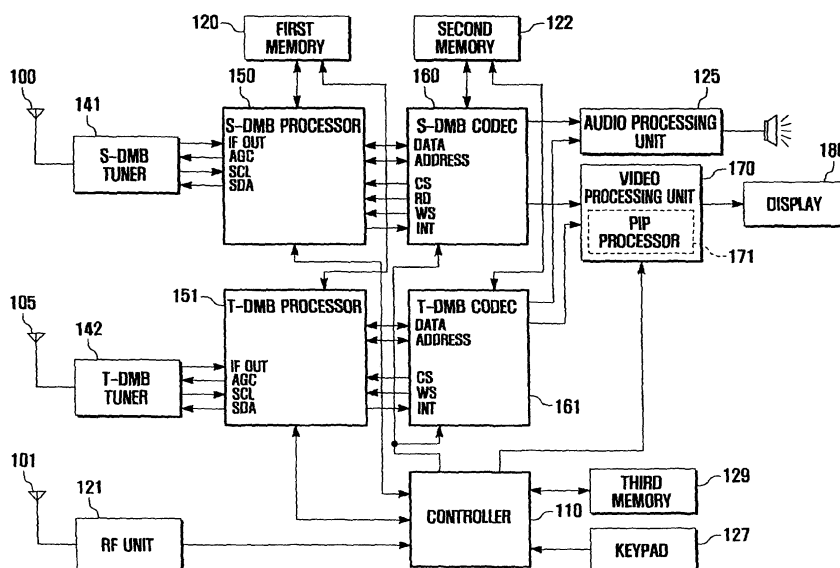 120
FIRST
MEMORY
SECOND
MEMORY
122
100
141
150
160
125
S-DMB
TUNER
IF OUT
AGC
SCL
SDA
S-DMB PROCESSOR
DATA
ADDRESS
CS
RD
WS
INT
S-DMB CODEC
AUDIO PROCESSING
UNIT
170
VIDEO
PROCESSING UNIT
PIP
PROCESSOR
171
180
DISPLAY
105
142
151
T-DMB
TUNER
IF OUT
AGC
SCL
SDA
T-DMB PROCESSOR
T-DMB CODEC
DATA
ADDRESS
CS
WS
INT
161
101
121
RF UNIT
CONTROLLER
110
THIRD
MEMORY
129
KEYPAD
127